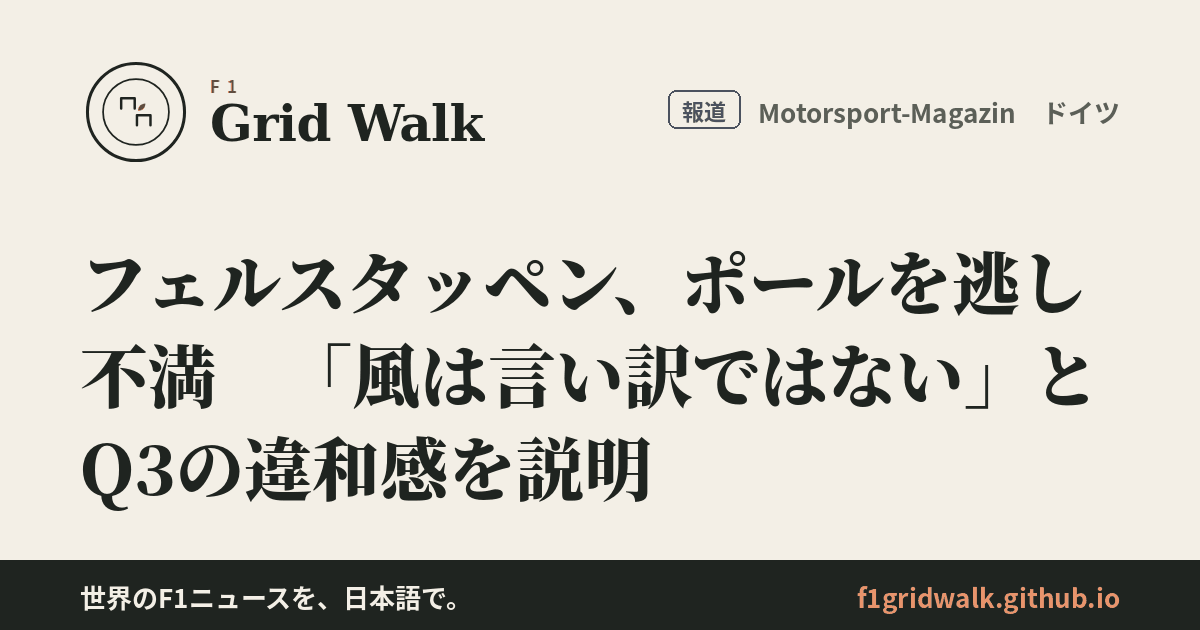 F1
Grid Walk
報道 Motorsport-Magazin ドイツ
フェルスタッペン、ポールを逃し
不満 「風は言い訳ではない」と
Q3の違和感を説明
世界のF1ニュースを、日本語で。
f1gridwalk.github.io